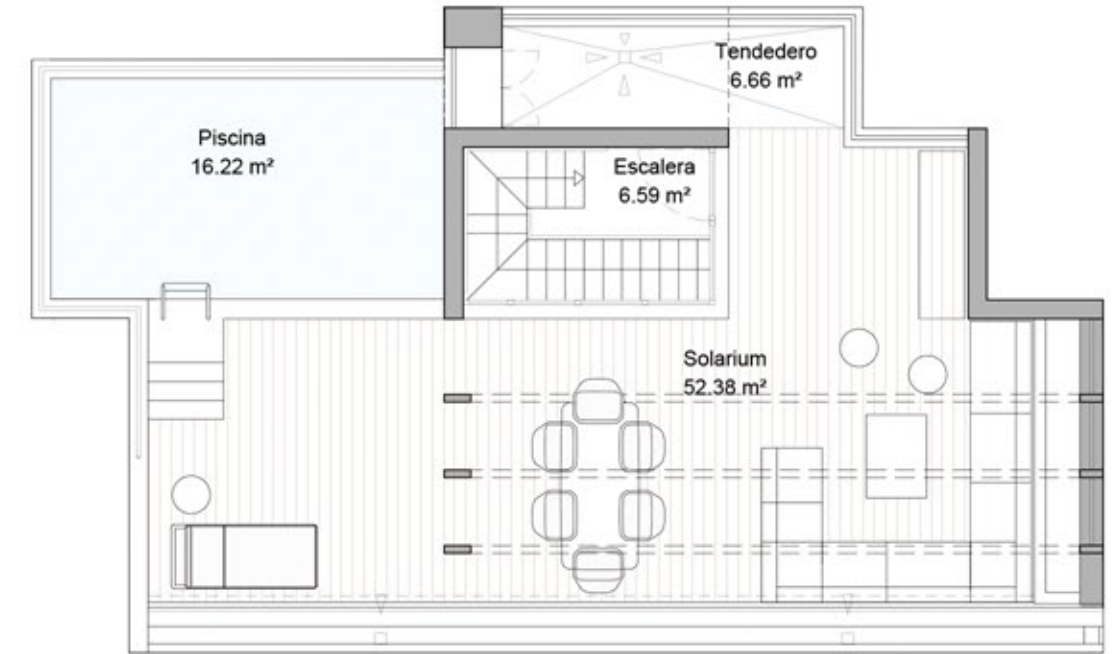 Tendedero
6.66 m²
Piscina
16.22 m²
Escalera
6.59 m²
Solarium
52.38 m²